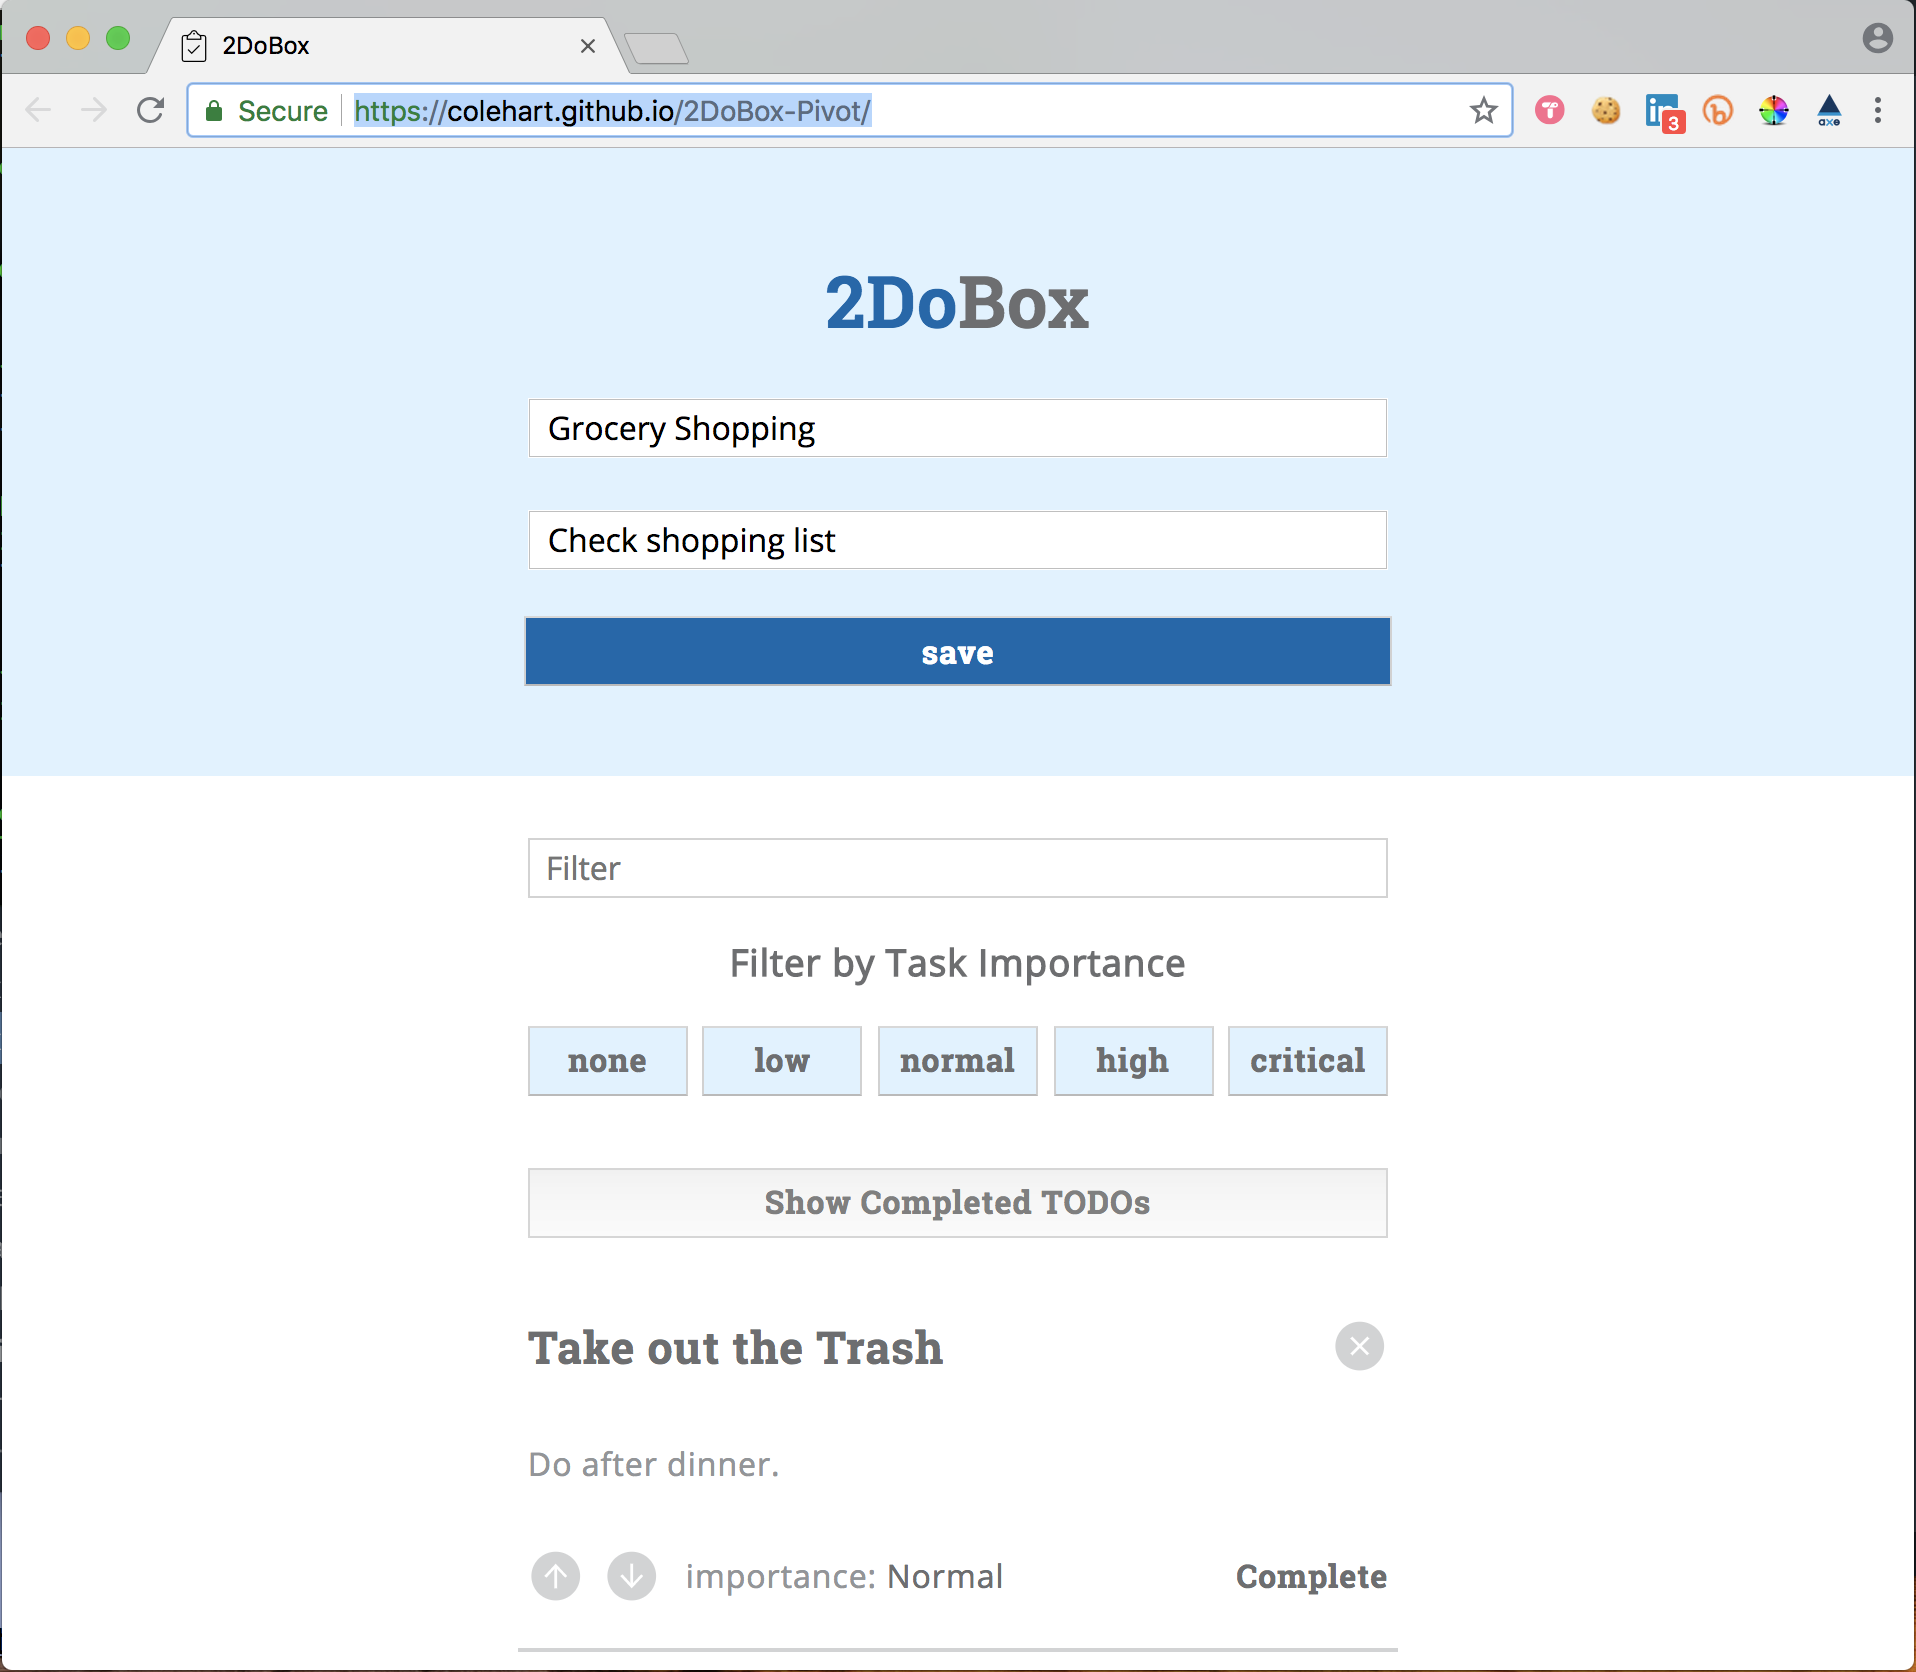 2DoBox
Secure https://colehart.github.io/2DoBox-Pivot/
3
axe
2DoBox
Grocery Shopping
Check shopping list
save
Filter
Filter by Task Importance
none low normal high critical
Show Completed TODOs
Take out the Trash
Do after dinner.
importance: Normal Complete